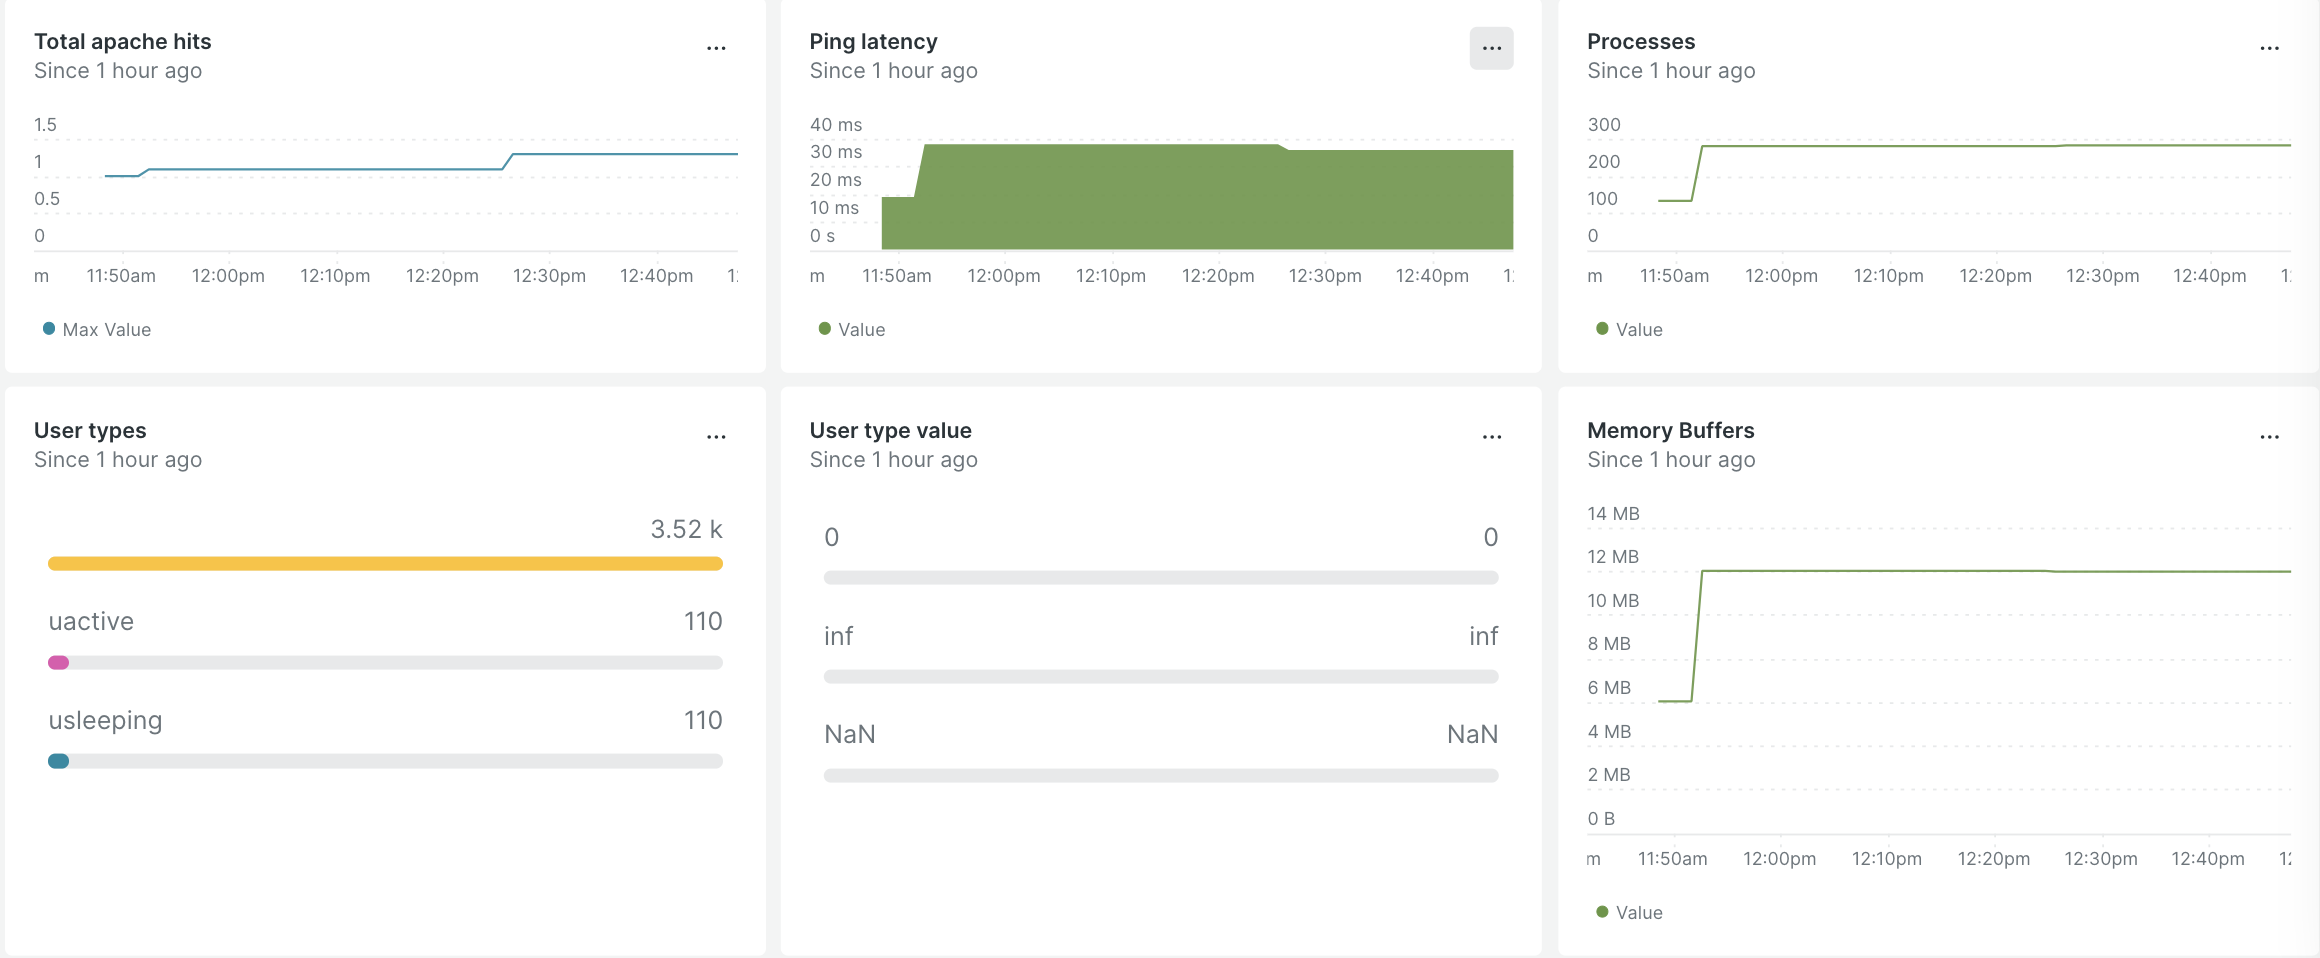 Total apache hits
...
Since 1 hour ago
1.5
1
0.5
0
m 11:50am 12:00pm 12:10pm 12:20pm 12:30pm 12:40pm 1:
Max Value
Ping latency
...
Since 1 hour ago
40 ms
30 ms
20 ms
10 ms
0 s
m 11:50am 12:00pm 12:10pm 12:20pm 12:30pm 12:40pm 1:
Value
Processes
...
Since 1 hour ago
300
200
100
0
m 11:50am 12:00pm 12:10pm 12:20pm 12:30pm 12:40pm 1:
Value
User types
...
Since 1 hour ago
3.52 k
uactive 110
usleeping 110
User type value
...
Since 1 hour ago
0 0
inf inf
NaN NaN
Memory Buffers
...
Since 1 hour ago
14 MB
12 MB
10 MB
8 MB
6 MB
4 MB
2 MB
0 B
m 11:50am 12:00pm 12:10pm 12:20pm 12:30pm 12:40pm 12
Value